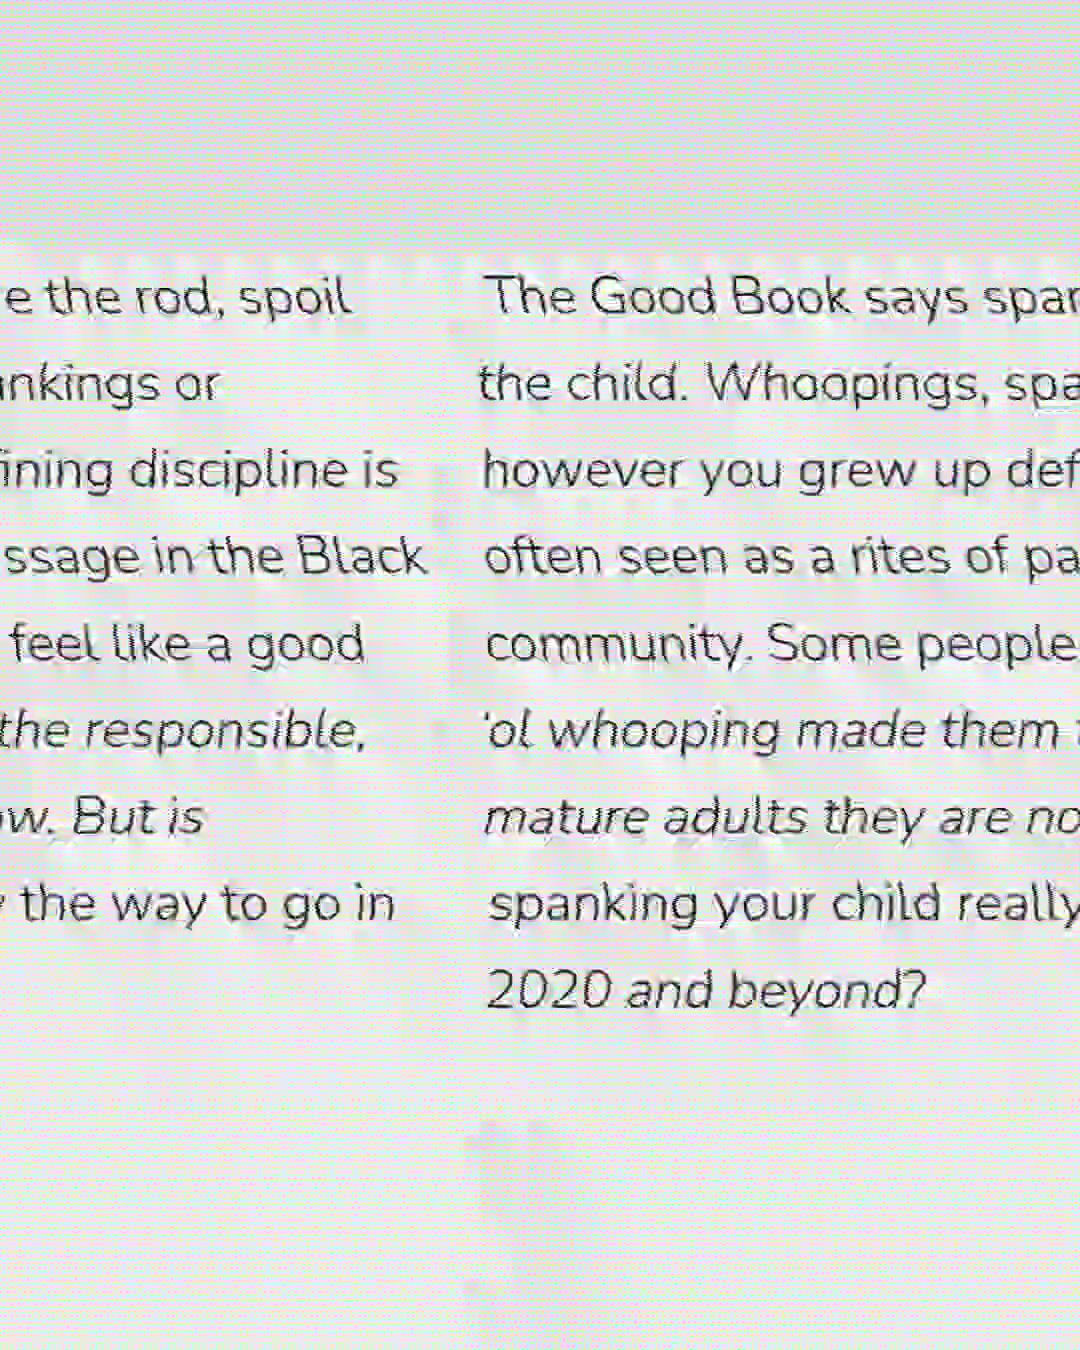 e the rod, spoil
nkings or
ining discipline is
ssage in the Black
feel like a good
the responsible,
w. But is
the way to go in
The Good Book says spar
the child. Whoopings, spa
however you grew up def
often seen as a rites of pa
community. Some people
'ol whooping made them
mature adults they are no
spanking your child really
2020 and beyond?